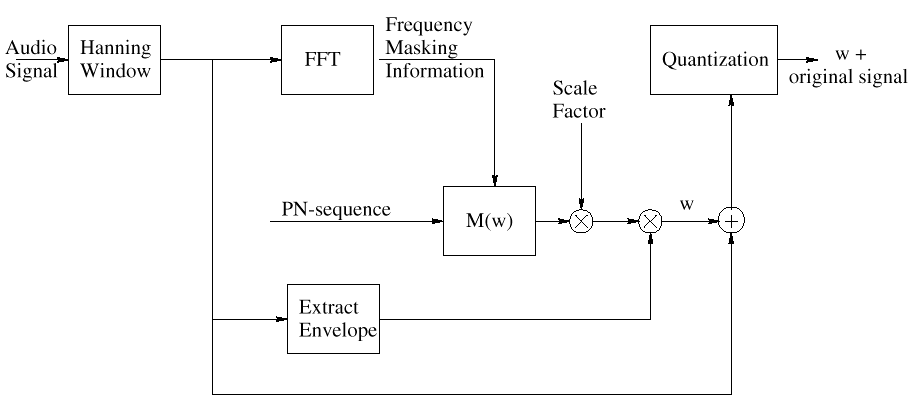 Audio
Signal
Hanning
Window
FFT
Frequency
Masking
Information
Scale
Factor
Quantization
w +
original signal
PN-sequence
M(w)
w
Extract
Envelope